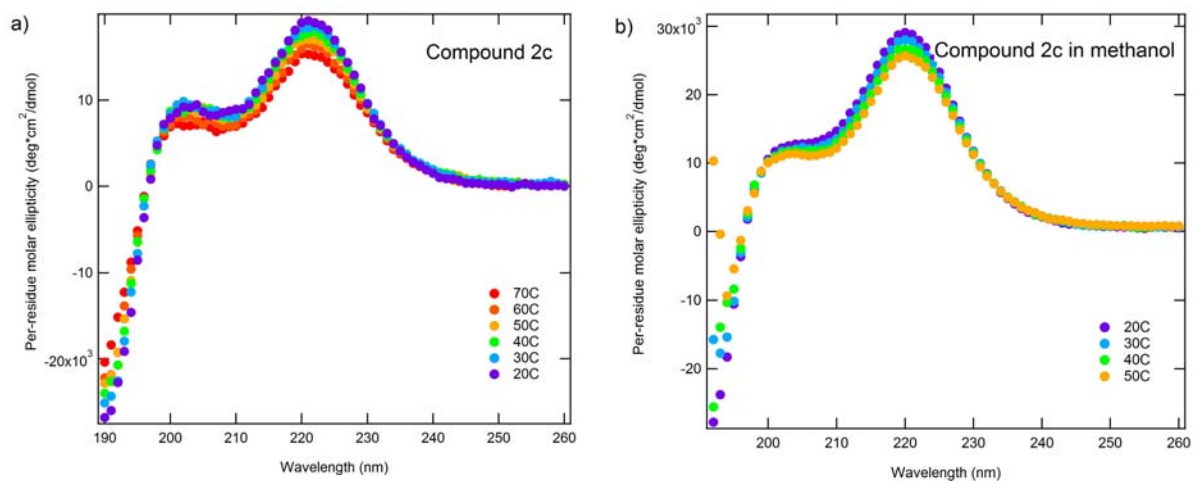 a)
Compound 2c
Per-residue molar ellipticity (deg*cm²/dmol)
10
0
-10
-20x10³
70C
60C
50C
40C
30C
20C
190 200 210 220 230 240 250 260
Wavelength (nm)
b)
Compound 2c in methanol
Per-residue molar ellipticity (deg*cm²/dmol)
30x10³
20
10
0
-10
-20
20C
30C
40C
50C
200 210 220 230 240 250 260
Wavelength (nm)